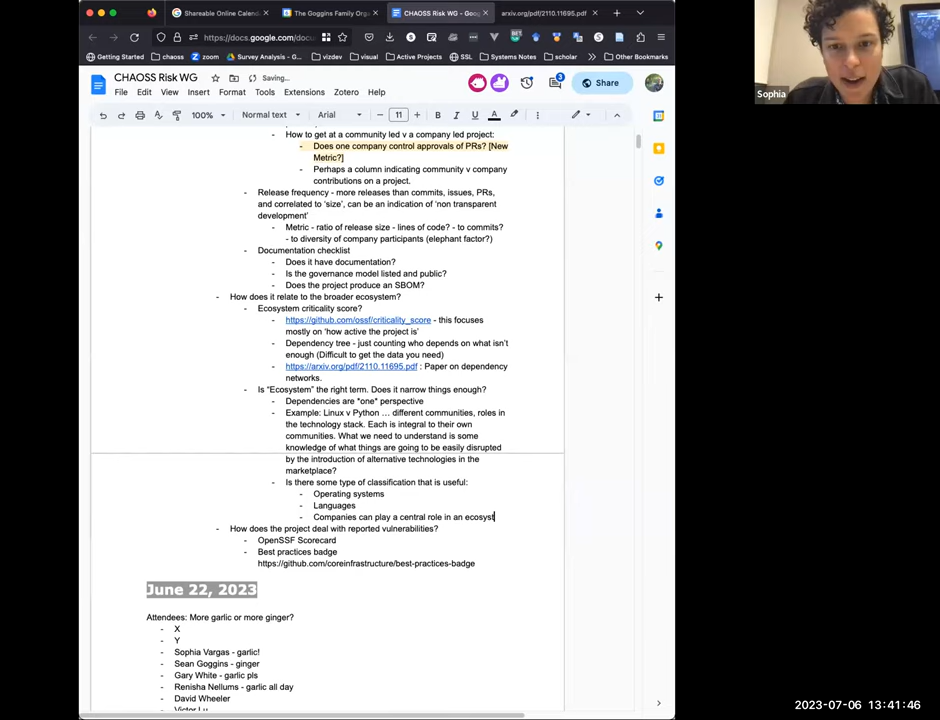 Shareable Online Calend
The Goggins Family Org
CHAOSS Risk WG - Goo
arxiv.org/pdf/2110.11695.pdf
https://docs.google.com/doc
Getting Started
chaoss
zoom
Survey Analysis - G
vizdev
visual
Active Projects
SSL
Systems Notes
scholar
Other Bookmarks
Sophia
CHAOSS Risk WG
Saving...
File Edit View Insert Format Tools Extensions Zotero Help
3
Share
100%
Normal text
Arial
11
B I U A
- How to get at a community led v a company led project:
- Does one company control approvals of PRs? [New
Metric?]
- Perhaps a column indicating community v company
contributions on a project.
- Release frequency - more releases than commits, issues, PRs,
and correlated to 'size', can be an indication of 'non transparent
development'
- Metric - ratio of release size - lines of code? - to commits?
- to diversity of company participants (elephant factor?)
- Documentation checklist
- Does it have documentation?
- Is the governance model listed and public?
- Does the project produce an SBOM?
- How does it relate to the broader ecosystem?
- Ecosystem criticality score?
- https://github.com/ossf/criticality_score - this focuses
mostly on 'how active the project is'
- Dependency tree - just counting who depends on what isn't
enough (Difficult to get the data you need)
- https://arxiv.org/pdf/2110.11695.pdf : Paper on dependency
networks.
- Is "Ecosystem" the right term. Does it narrow things enough?
- Dependencies are *one* perspective
- Example: Linux v Python ... different communities, roles in
the technology stack. Each is integral to their own
communities. What we need to understand is some
knowledge of what things are going to be easily disrupted
by the introduction of alternative technologies in the
marketplace?
- Is there some type of classification that is useful:
- Operating systems
- Languages
- Companies can play a central role in an ecosyst
- How does the project deal with reported vulnerabilities?
- OpenSSF Scorecard
- Best practices badge
https://github.com/coreinfrastructure/best-practices-badge
June 22, 2023
Attendees: More garlic or more ginger?
- X
- Y
- Sophia Vargas - garlic!
- Sean Goggins - ginger
- Gary White - garlic pls
- Renisha Nellums - garlic all day
- David Wheeler
- Victor Lu
2023-07-06 13:41:46